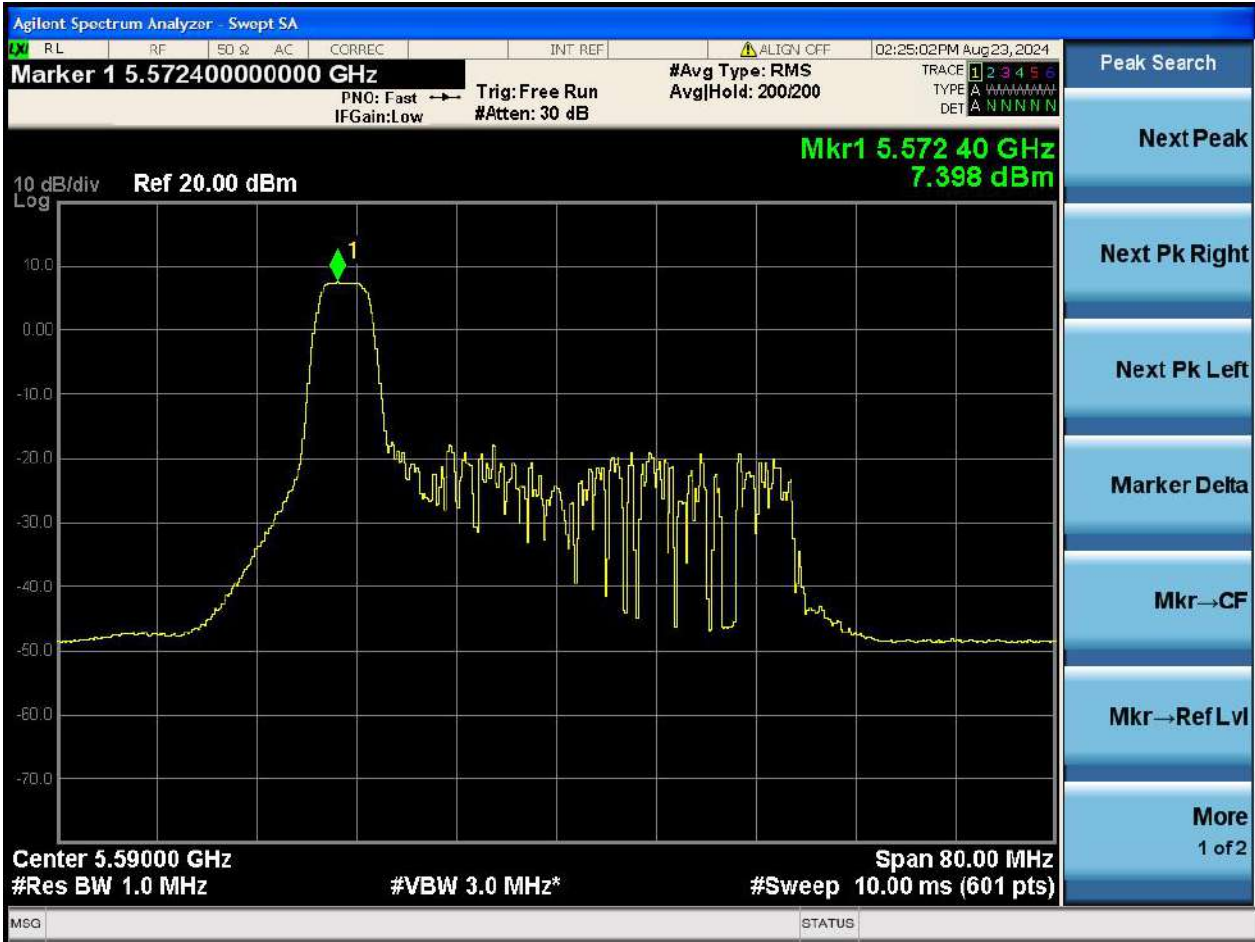 Agilent Spectrum Analyzer - Swept SA
LXI RL RF 50 Ω AC CORREC INT REF ALIGN OFF 02:25:02PM Aug23, 2024
Marker 1 5.572400000000 GHz
PNO: Fast
IFGain:Low
Trig: Free Run
#Atten: 30 dB
#Avg Type: RMS
Avg|Hold: 200/200
TRACE 1 2 3 4 5 6
TYPE A WWWWWW
DET A N N N N N
Mkr1 5.572 40 GHz
7.398 dBm
10 dB/div Ref 20.00 dBm
Log
1
10.0
0.00
-10.0
-20.0
-30.0
-40.0
-50.0
-60.0
-70.0
Center 5.59000 GHz Span 80.00 MHz
#Res BW 1.0 MHz #VBW 3.0 MHz* #Sweep 10.00 ms (601 pts)
MSG STATUS
Peak Search
Next Peak
Next Pk Right
Next Pk Left
Marker Delta
Mkr→CF
Mkr→Ref Lvl
More
1 of 2